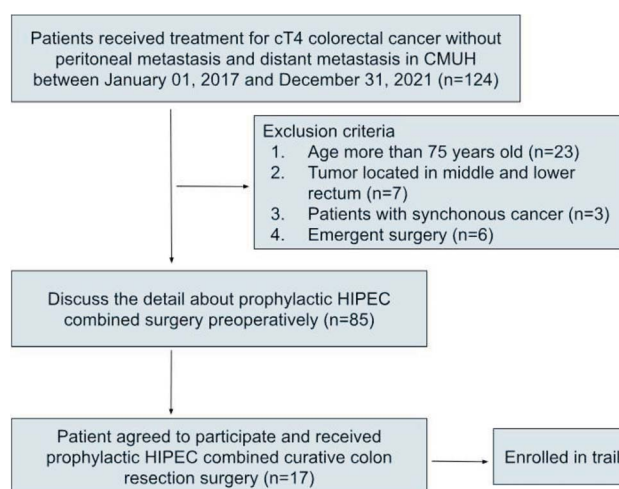 Patients received treatment for cT4 colorectal cancer without
peritoneal metastasis and distant metastasis in CMUH
between January 01, 2017 and December 31, 2021 (n=124)
Exclusion criteria
1. Age more than 75 years old (n=23)
2. Tumor located in middle and lower
rectum (n=7)
3. Patients with synchonous cancer (n=3)
4. Emergent surgery (n=6)
Discuss the detail about prophylactic HIPEC
combined surgery preoperatively (n=85)
Patient agreed to participate and received
prophylactic HIPEC combined curative colon
resection surgery (n=17)
Enrolled in trail